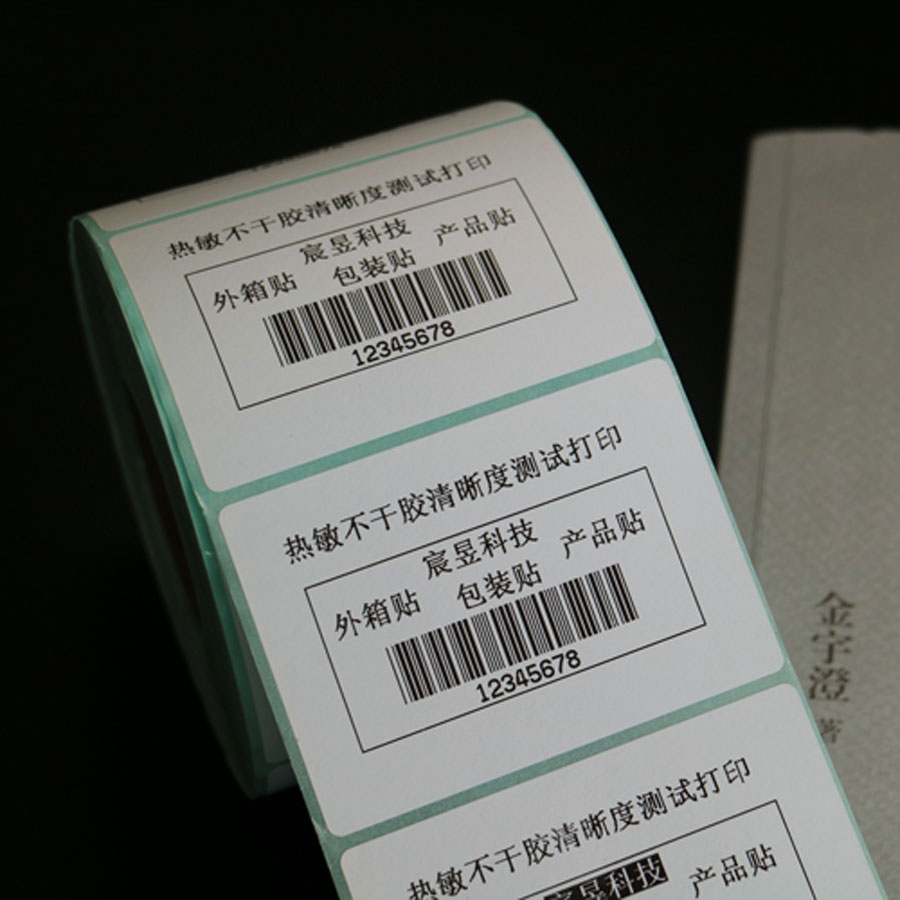 热敏不干胶清晰度测试打印
宸昱科技
外箱贴 包装贴 产品贴
12345678
热敏不干胶清晰度测试打印
宸昱科技
外箱贴 包装贴 产品贴
12345678
热敏不干胶清晰度测试打印
宸昱科技 产品贴
金宇澄
著